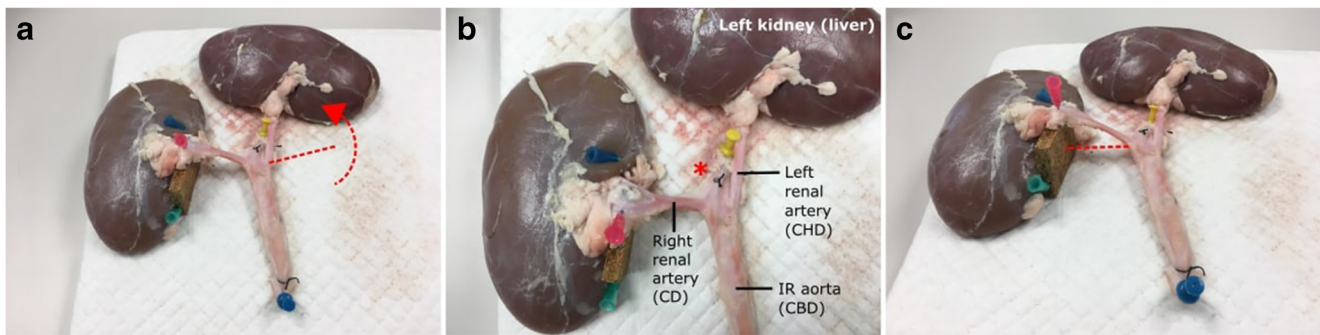 a
b
Left kidney (liver)
*
Left
renal
artery
(CHD)
Right
renal
artery
(CD)
IR aorta
(CBD)
c